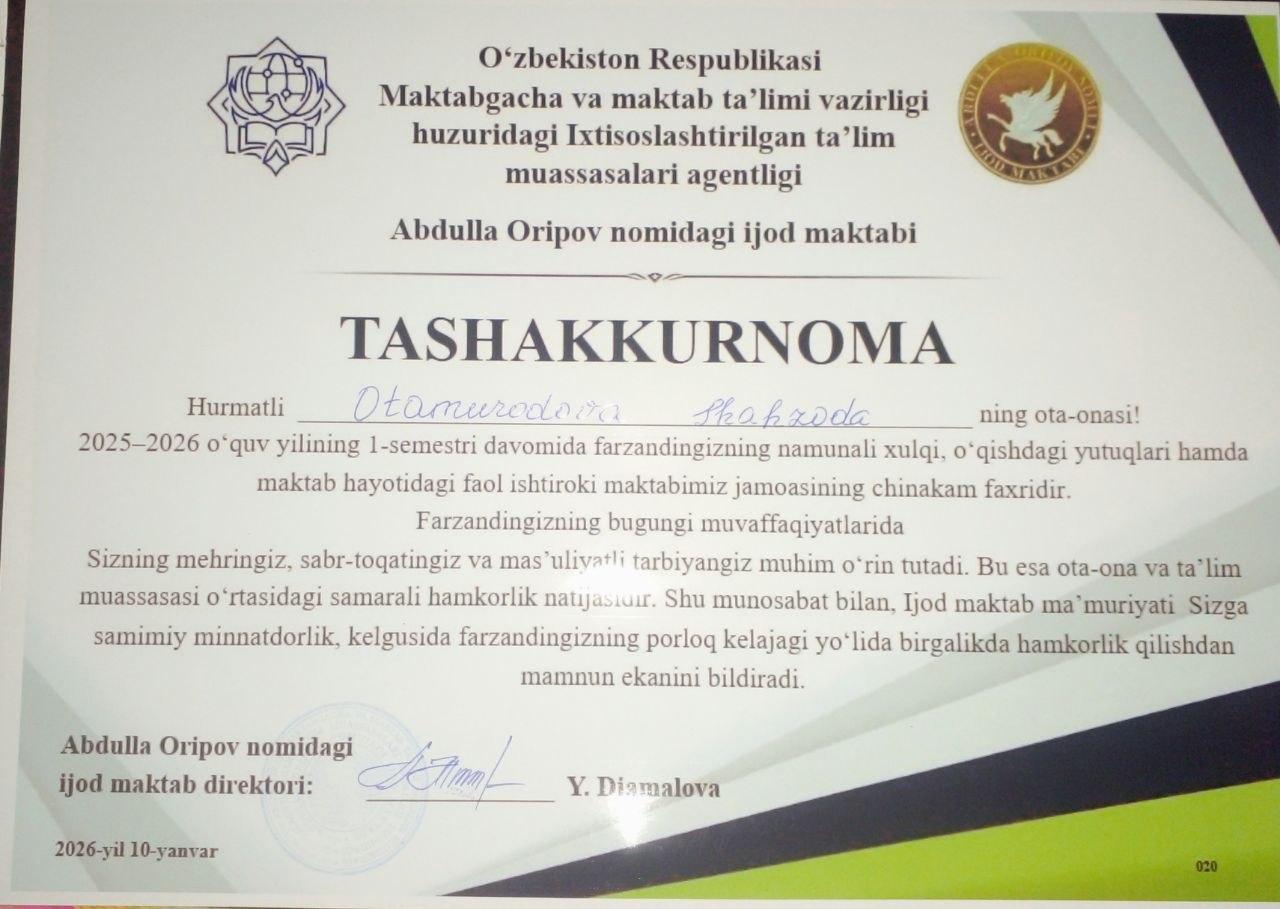 O‘zbekiston Respublikasi
Maktabgacha va maktab ta’limi vazirligi
huzuridagi Ixtisoslashtirilgan ta’lim
muassasalari agentligi
ABDULLA ORIPOV NOMLI
IJOD MAKTABI
Abdulla Oripov nomidagi ijod maktabi
TASHAKKURNOMA
Hurmatli Otamurodova Shahzoda ning ota-onasi!
2025–2026 o‘quv yilining 1-semestri davomida farzandingizning namunali xulqi, o‘qishdagi yutuqlari hamda
maktab hayotidagi faol ishtiroki maktabimiz jamoasining chinakam faxridir.
Farzandingizning bugungi muvaffaqiyatlarida
Sizning mehringiz, sabr-toqatingiz va mas’uliyatli tarbiyangiz muhim o‘rin tutadi. Bu esa ota-ona va ta’lim
muassasasi o‘rtasidagi samarali hamkorlik natijasidir. Shu munosabat bilan, Ijod maktab ma’muriyati Sizga
samimiy minnatdorlik, kelgusida farzandingizning porloq kelajagi yo‘lida birgalikda hamkorlik qilishdan
mamnun ekanini bildiradi.
Abdulla Oripov nomidagi
ijod maktab direktori: Y. Djamalova
2026-yil 10-yanvar
020